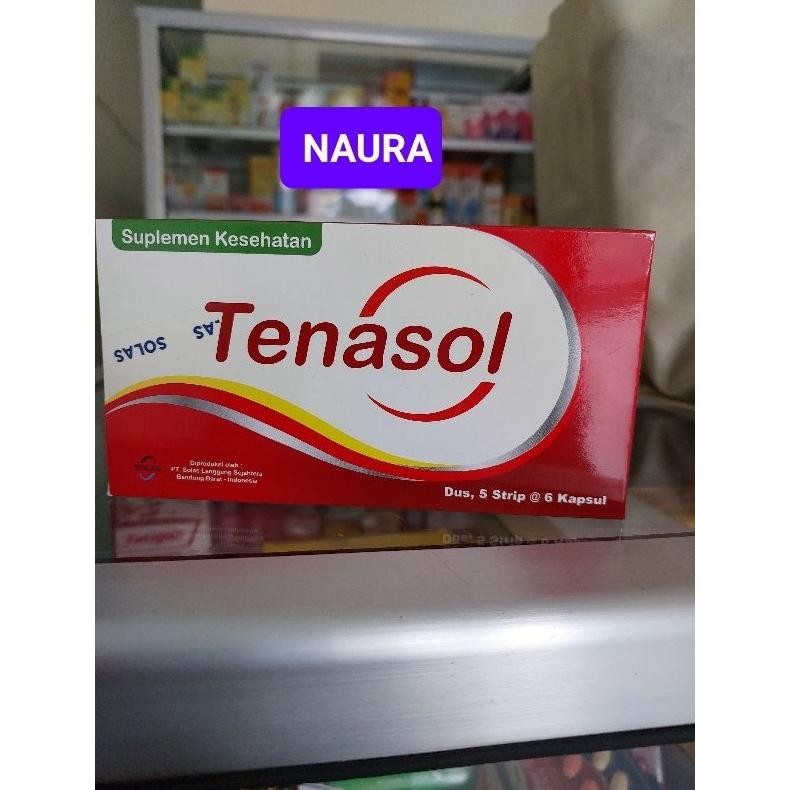 NAURA
Suplemen Kesehatan
Tenasol
SOLAS
SOLAS
Diproduksi oleh :
PT. Solas Langgeng Sejahtera
Bandung Barat - Indonesia
Dus, 5 Strip @ 6 Kapsul